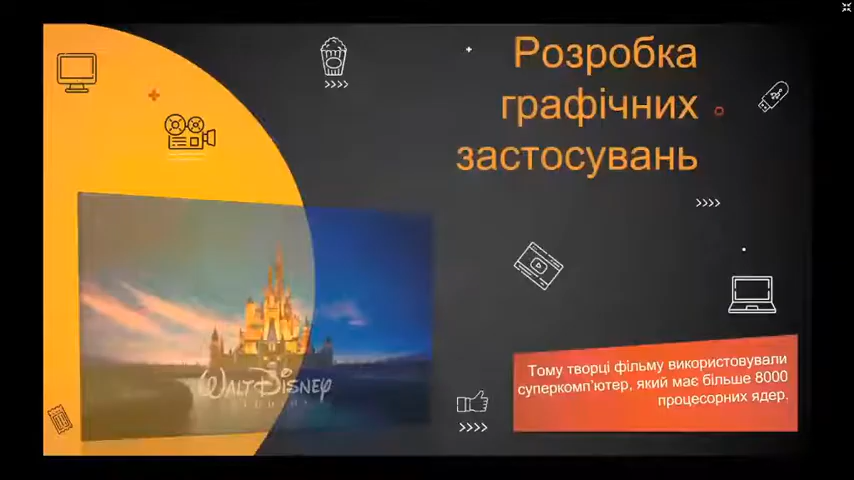 Розробка
графічних
застосувань
WALT DISNEY
Тому творці фільму використовували
суперкомп'ютер, який має більше 8000
процесорних ядер.